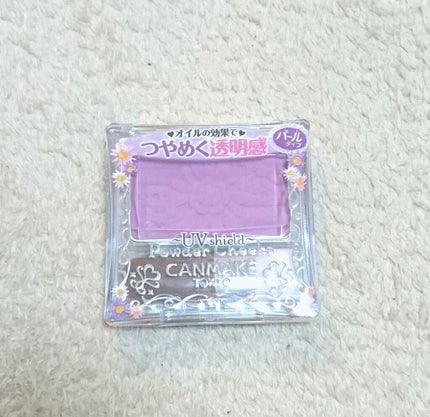 ♥オイルの効果で♥
つやめく透明感
パール
タイプ
~UV shield~
Powder Cheeks
CANMAKE
TOKYO